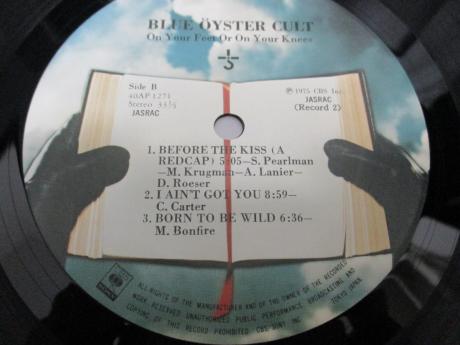 BLUE ÖYSTER CULT
On Your Feet Or On Your Knees
Side B
40AP 1274
Stereo 33⅓
JASRAC
Ⓟ 1975 CBS Inc.
JASRAC
(Record 2)
1. BEFORE THE KISS (A
REDCAP) 5:05—S. Pearlman
—M. Krugman—A. Lanier—
D. Roeser
2. I AIN'T GOT YOU 8:59—
C. Carter
3. BORN TO BE WILD 6:36—
M. Bonfire
CBS
SONY
ALL RIGHTS OF THE MANUFACTURER AND OF THE OWNER OF THE RECORDED
WORK RESERVED. UNAUTHORIZED PUBLIC PERFORMANCE, BROADCASTING AND
COPYING OF THIS RECORD PROHIBITED. CBS/SONY INC. TOKYO JAPAN